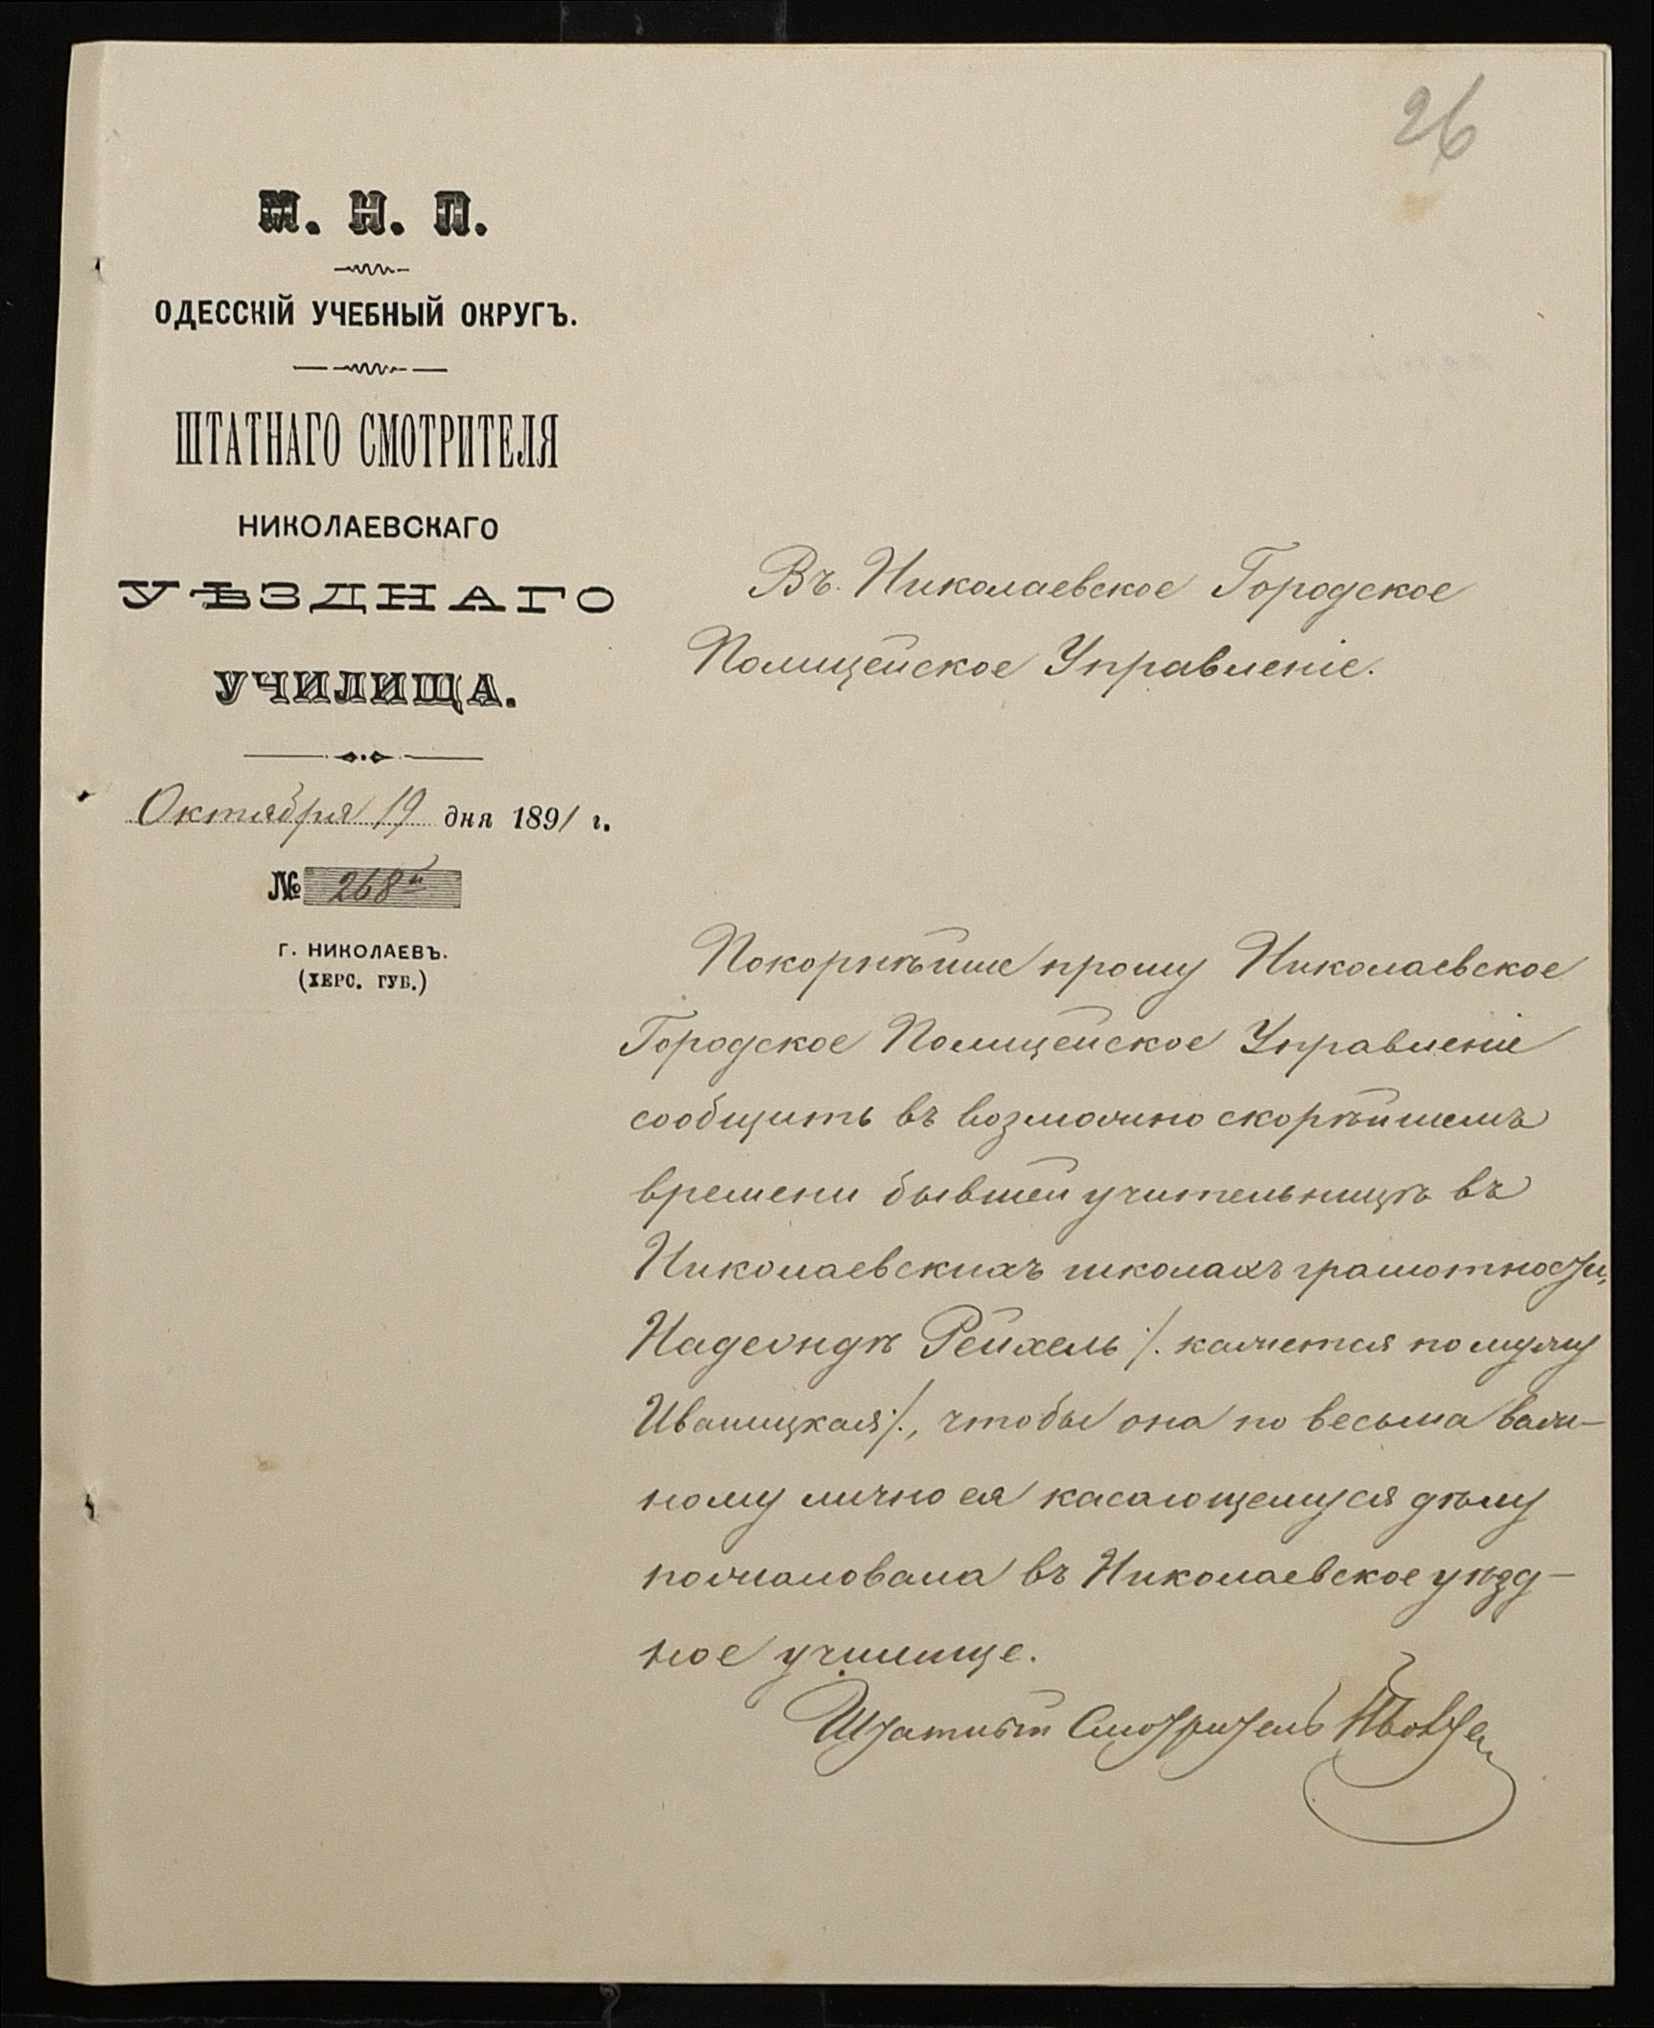 26
М. Н. П.
ОДЕССКІЙ УЧЕБНЫЙ ОКРУГЪ.
ШТАТНАГО СМОТРИТЕЛЯ
НИКОЛАЕВСКАГО
УѢЗДНАГО
УЧИЛИЩА.
Октября 19 дня 1891 г.
№ 268й
Г. НИКОЛАЕВЪ.
(ХЕРС. ГУБ.)
Въ Николаевское Городское
Полицейское Управленіе.
Покорнѣйше прошу Николаевское
Городское Полицейское Управленіе
сообщить въ возможно скорѣйшемъ
времени бывшей учительницѣ въ
Николаевскихъ школахъ грамотности,
Надеждѣ Рейхель /. кажется по мужу
Ивашицкая ./, чтобы она по весьма важ-
ному лично ея касающемуся дѣлу
пожаловала въ Николаевское уѣзд-
ное училище.
Штатный Смотритель